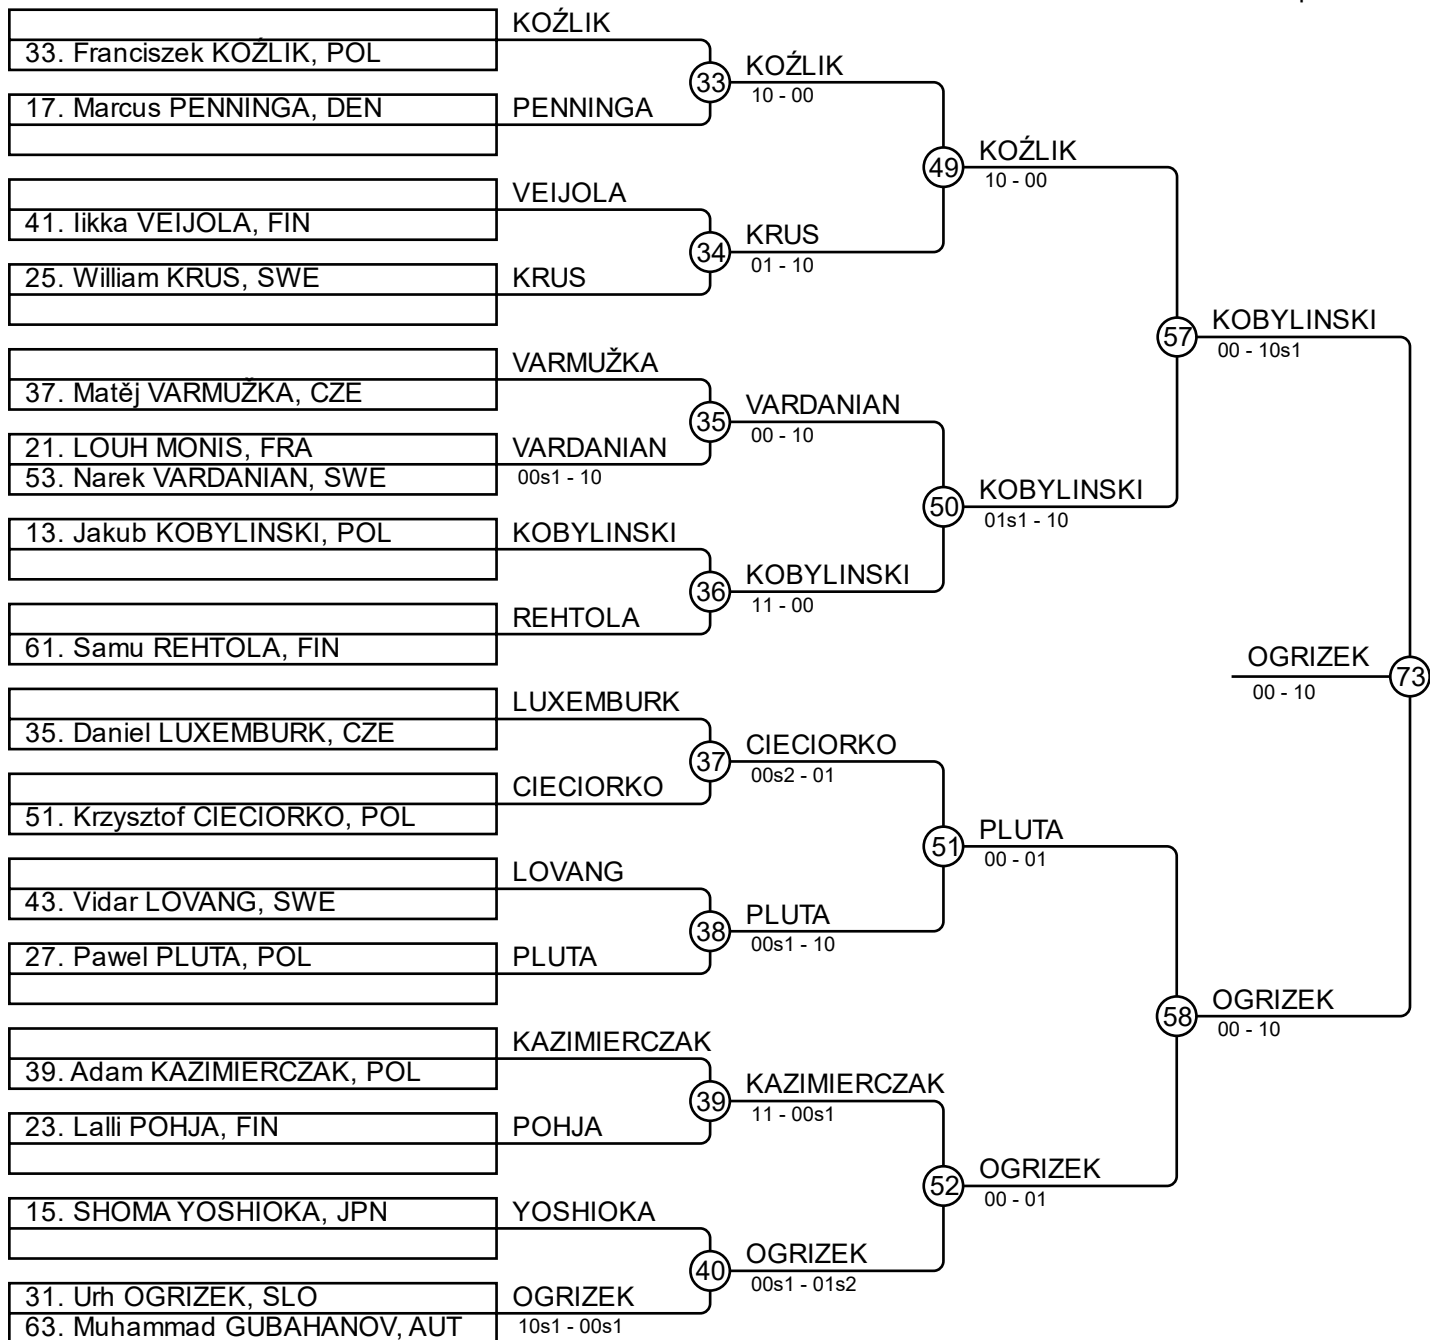 KOŹLIK
33. Franciszek KOŹLIK, POL
33
KOŹLIK
10 - 00
17. Marcus PENNINGA, DEN
PENNINGA
49
KOŹLIK
10 - 00
VEIJOLA
41. Iikka VEIJOLA, FIN
34
KRUS
01 - 10
25. William KRUS, SWE
KRUS
57
KOBYLINSKI
00 - 10s1
VARMUŽKA
37. Matěj VARMUŽKA, CZE
35
VARDANIAN
00 - 10
21. LOUH MONIS, FRA
VARDANIAN
53. Narek VARDANIAN, SWE
00s1 - 10
50
KOBYLINSKI
01s1 - 10
13. Jakub KOBYLINSKI, POL
KOBYLINSKI
36
KOBYLINSKI
11 - 00
REHTOLA
61. Samu REHTOLA, FIN
OGRIZEK
73
00 - 10
LUXEMBURK
35. Daniel LUXEMBURK, CZE
37
CIECIORKO
00s2 - 01
CIECIORKO
51. Krzysztof CIECIORKO, POL
51
PLUTA
00 - 01
LOVANG
43. Vidar LOVANG, SWE
38
PLUTA
00s1 - 10
27. Pawel PLUTA, POL
PLUTA
58
OGRIZEK
00 - 10
KAZIMIERCZAK
39. Adam KAZIMIERCZAK, POL
39
KAZIMIERCZAK
11 - 00s1
23. Lalli POHJA, FIN
POHJA
52
OGRIZEK
00 - 01
15. SHOMA YOSHIOKA, JPN
YOSHIOKA
40
OGRIZEK
00s1 - 01s2
31. Urh OGRIZEK, SLO
OGRIZEK
63. Muhammad GUBAHANOV, AUT
10s1 - 00s1